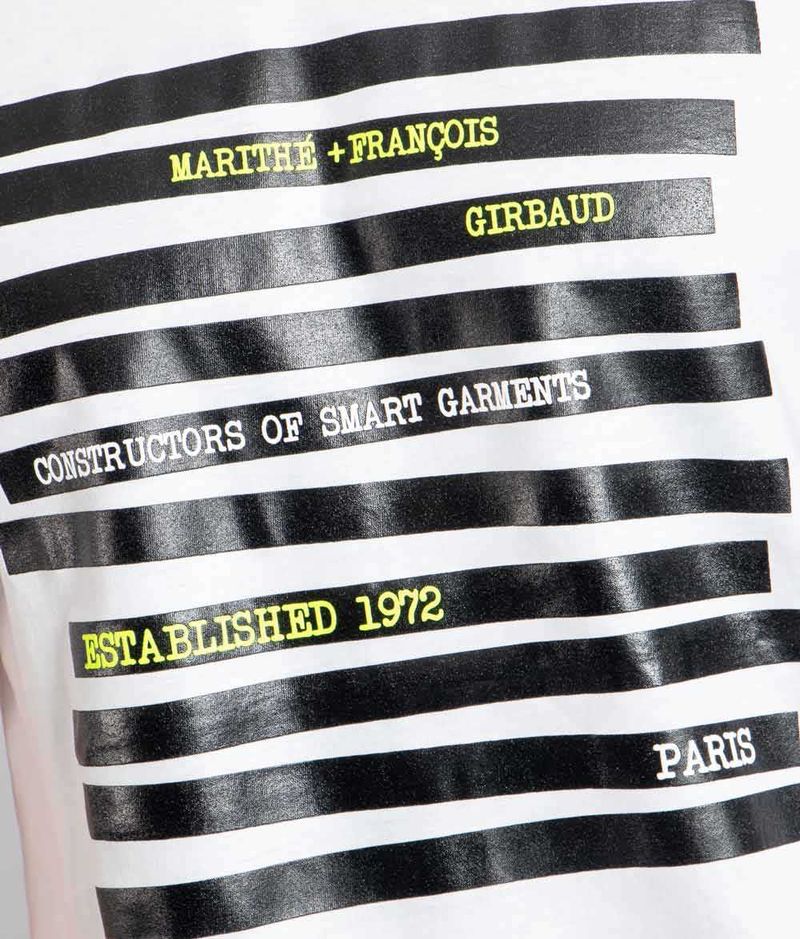 MARITHÉ + FRANÇOIS
GIRBAUD
CONSTRUCTORS OF SMART GARMENTS
ESTABLISHED 1972
PARIS